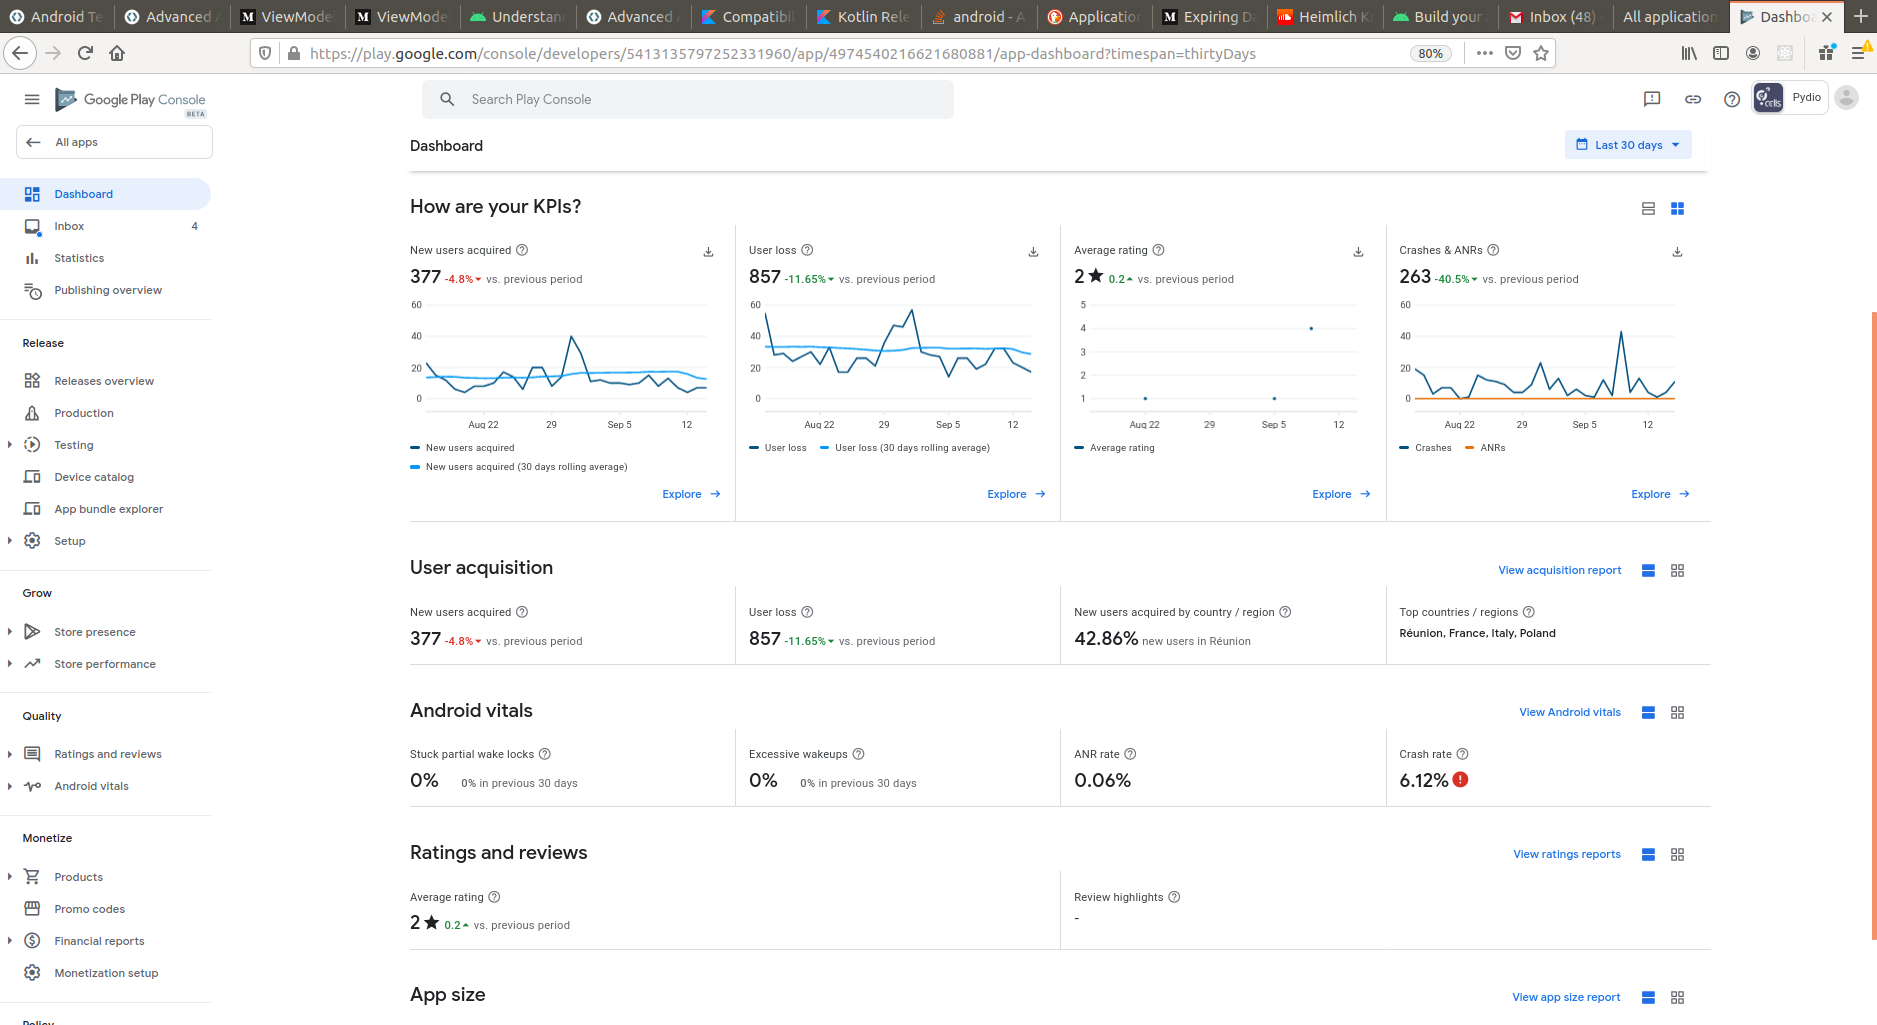 Android Te
Advanced A
ViewMode
ViewMode
Understan
Advanced A
Compatibil
Kotlin Rele
android - A
Application
Expiring Da
Heimlich K
Build your
Inbox (48)
All application
Dashboa
https://play.google.com/console/developers/5413135797252331960/app/4974540216621680881/app-dashboard?timespan=thirtyDays
80%
Google Play Console
BETA
Search Play Console
cells
Pydio
All apps
Dashboard
Last 30 days
Dashboard
Inbox 4
Statistics
Publishing overview
Release
Releases overview
Production
Testing
Device catalog
App bundle explorer
Setup
Grow
Store presence
Store performance
Quality
Ratings and reviews
Android vitals
Monetize
Products
Promo codes
Financial reports
Monetization setup
Policy
How are your KPIs?
New users acquired
377 -4.8% vs. previous period
60
40
20
0
Aug 22 29 Sep 5 12
New users acquired
New users acquired (30 days rolling average)
Explore
User loss
857 -11.65% vs. previous period
60
40
20
0
Aug 22 29 Sep 5 12
User loss User loss (30 days rolling average)
Explore
Average rating
2★ 0.2 vs. previous period
5
4
3
2
1
Aug 22 29 Sep 5 12
Average rating
Explore
Crashes & ANRs
263 -40.5% vs. previous period
60
40
20
0
Aug 22 29 Sep 5 12
Crashes ANRs
Explore
User acquisition
View acquisition report
New users acquired
377 -4.8% vs. previous period
User loss
857 -11.65% vs. previous period
New users acquired by country / region
42.86% new users in Réunion
Top countries / regions
Réunion, France, Italy, Poland
Android vitals
View Android vitals
Stuck partial wake locks
0% 0% in previous 30 days
Excessive wakeups
0% 0% in previous 30 days
ANR rate
0.06%
Crash rate
6.12%
Ratings and reviews
View ratings reports
Average rating
2★ 0.2 vs. previous period
Review highlights
-
App size
View app size report